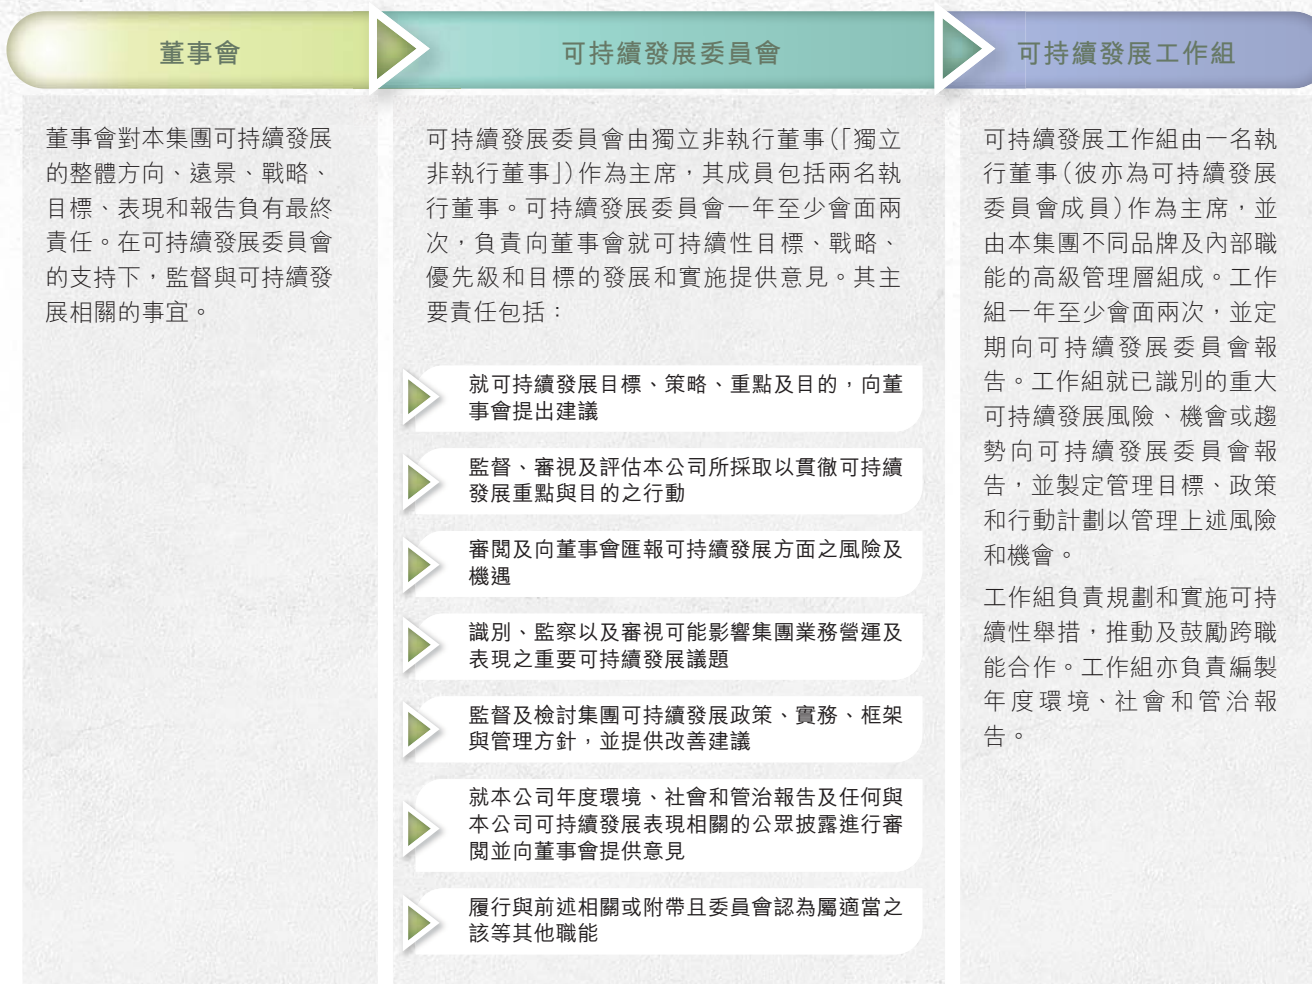 董事會
董事會對本集團可持續發展
的整體方向、遠景、戰略、
目標、表現和報告負有最終
責任。在可持續發展委員會
的支持下，監督與可持續發
展相關的事宜。
可持續發展委員會
可持續發展委員會由獨立非執行董事(「獨立
非執行董事」)作為主席，其成員包括兩名執
行董事。可持續發展委員會一年至少會面兩
次，負責向董事會就可持續性目標、戰略、
優先級和目標的發展和實施提供意見。其主
要責任包括：
就可持續發展目標、策略、重點及目的，向董
事會提出建議
監督、審視及評估本公司所採取以貫徹可持續
發展重點與目的之行動
審閱及向董事會匯報可持續發展方面之風險及
機遇
識別、監察以及審視可能影響集團業務營運及
表現之重要可持續發展議題
監督及檢討集團可持續發展政策、實務、框架
與管理方針，並提供改善建議
就本公司年度環境、社會和管治報告及任何與
本公司可持續發展表現相關的公眾披露進行審
閱並向董事會提供意見
履行與前述相關或附帶且委員會認為屬適當之
該等其他職能
可持續發展工作組
可持續發展工作組由一名執
行董事(彼亦為可持續發展
委員會成員)作為主席，並
由本集團不同品牌及內部職
能的高級管理層組成。工作
組一年至少會面兩次，並定
期向可持續發展委員會報
告。工作組就已識別的重大
可持續發展風險、機會或趨
勢向可持續發展委員會報
告，並製定管理目標、政策
和行動計劃以管理上述風險
和機會。
工作組負責規劃和實施可持
續性舉措，推動及鼓勵跨職
能合作。工作組亦負責編製
年度環境、社會和管治報
告。